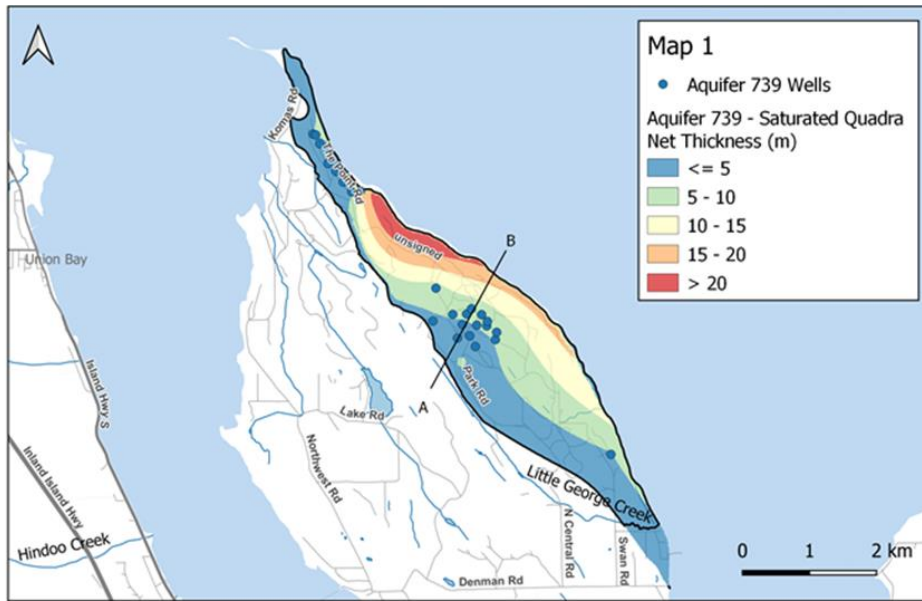 Map 1
Aquifer 739 Wells
Aquifer 739 - Saturated Quadra
Net Thickness (m)
<= 5
5 - 10
10 - 15
15 - 20
> 20
Komas Rd
The Point Rd
unsigned
B
Union Bay
Island Hwy S
Park Rd
A
Lake Rd
Northwest Rd
Inland Island Hwy
Little George Creek
Hindoo Creek
N Central Rd
Swan Rd
Denman Rd
0 1 2 km